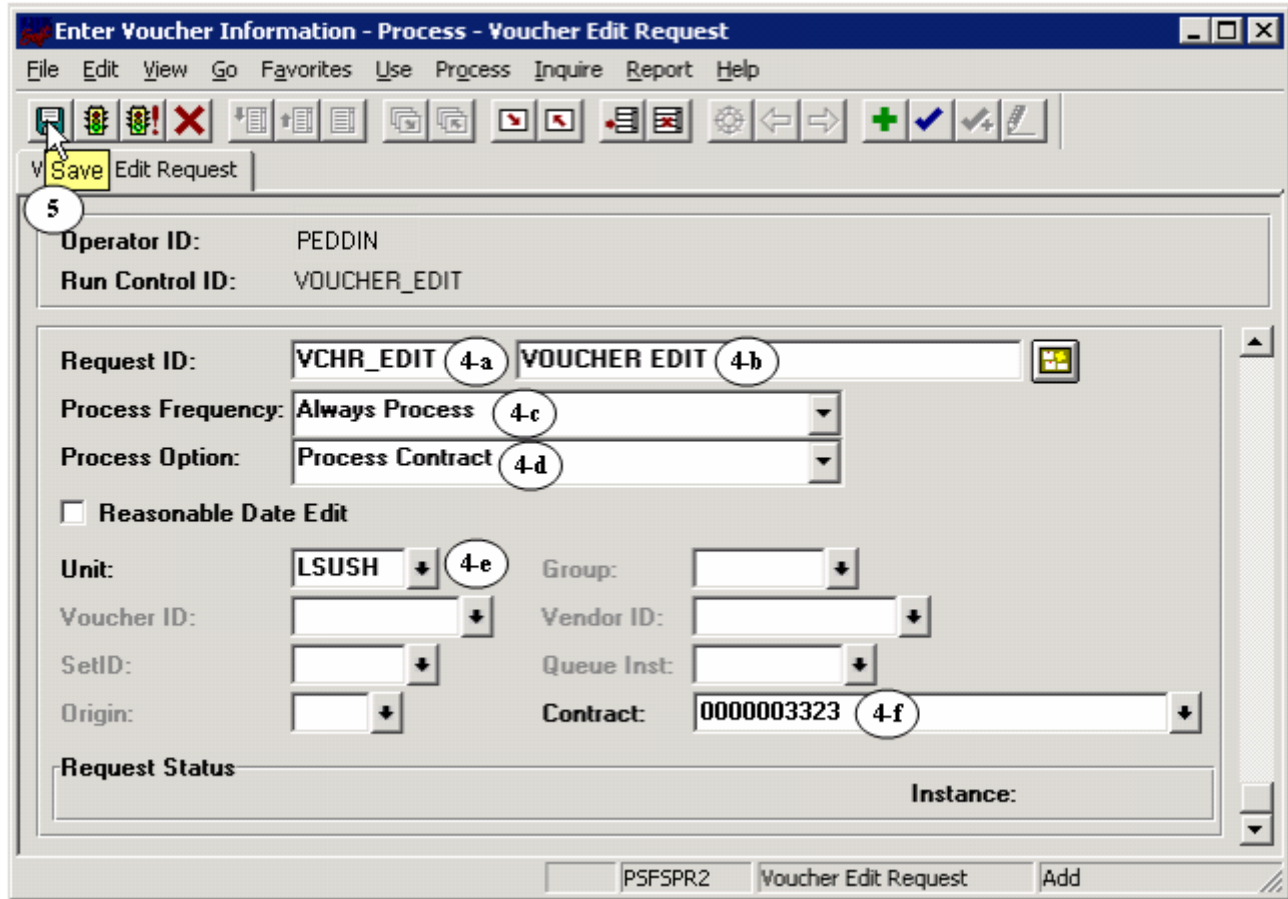 Enter Voucher Information - Process - Voucher Edit Request
File Edit View Go Favorites Use Process Inquire Report Help
V Save Edit Request
5
Operator ID: PEDDIN
Run Control ID: VOUCHER_EDIT
Request ID: VCHR_EDIT 4-a VOUCHER EDIT 4-b
Process Frequency: Always Process 4-c
Process Option: Process Contract 4-d
Reasonable Date Edit
Unit: LSUSH 4-e Group:
Voucher ID: Vendor ID:
SetID: Queue Inst:
Origin: Contract: 0000003323 4-f
Request Status
Instance:
PSFSPR2 Voucher Edit Request Add